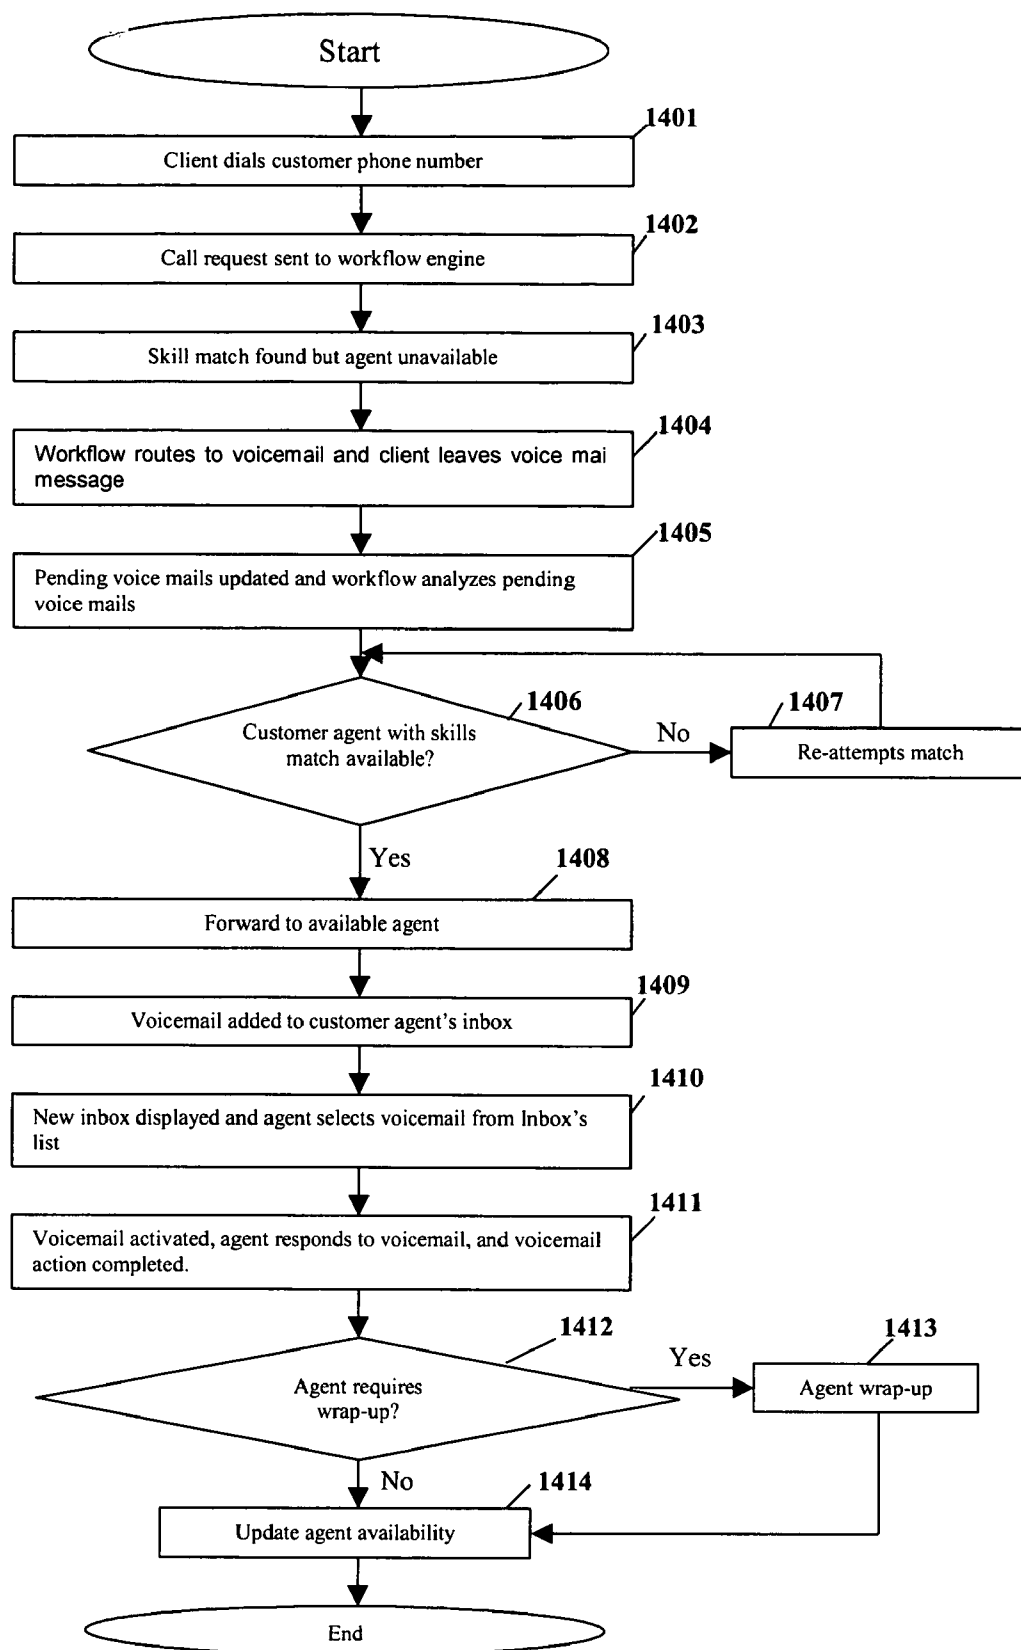 Start
1401
Client dials customer phone number
1402
Call request sent to workflow engine
1403
Skill match found but agent unavailable
1404
Workflow routes to voicemail and client leaves voice mai
message
1405
Pending voice mails updated and workflow analyzes pending
voice mails
1406
Customer agent with skills
match available?
No
1407
Re-attempts match
Yes
1408
Forward to available agent
1409
Voicemail added to customer agent's inbox
1410
New inbox displayed and agent selects voicemail from Inbox's
list
1411
Voicemail activated, agent responds to voicemail, and voicemail
action completed.
1412
Agent requires
wrap-up?
Yes
1413
Agent wrap-up
No
1414
Update agent availability
End